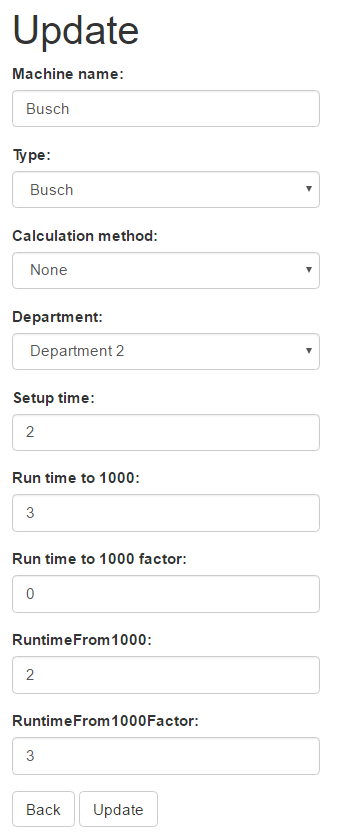 Update
Machine name:
Busch
Type:
Busch
Calculation method:
None
Department:
Department 2
Setup time:
2
Run time to 1000:
3
Run time to 1000 factor:
0
RuntimeFrom1000:
2
RuntimeFrom1000Factor:
3
Back Update